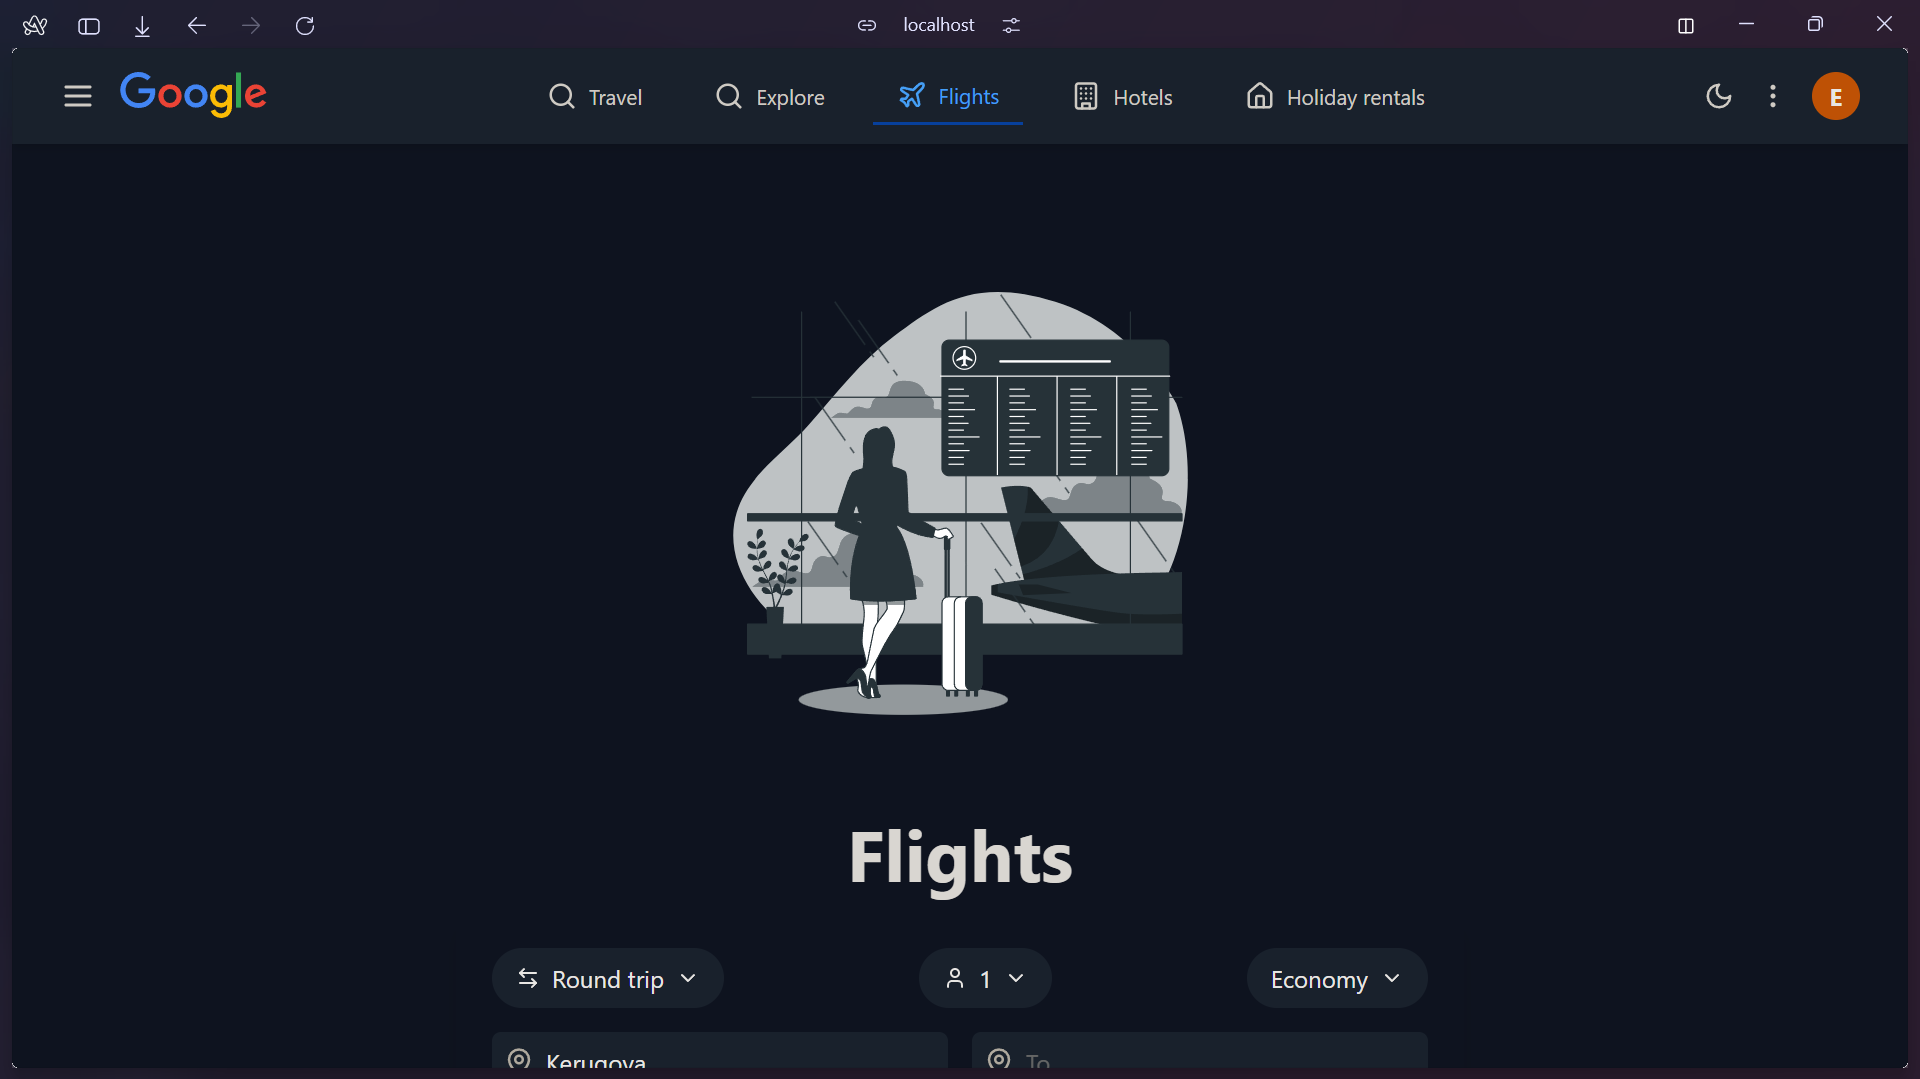 localhost
Google
Travel
Explore
Flights
Hotels
Holiday rentals
E
Flights
Round trip
1
Economy
Kerugoya
To